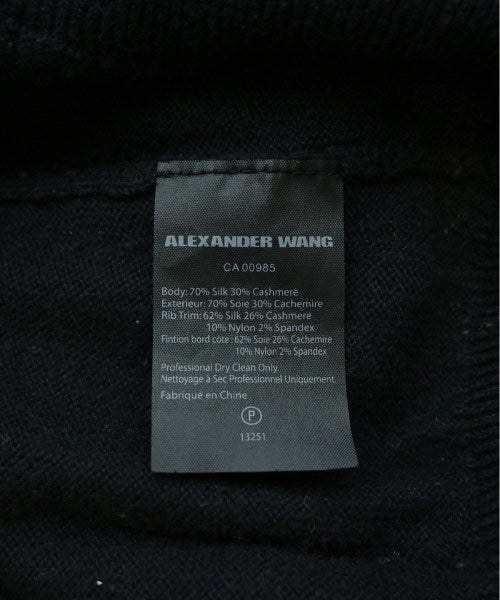 ALEXANDER WANG
CA 00985
Body: 70% Silk 30% Cashmere
Exterieur: 70% Soie 30% Cachemire
Rib Trim: 62% Silk 26% Cashmere
10% Nylon 2% Spandex
Fintion bord côte: 62% Soie 26% Cachemire
10% Nylon 2% Spandex
Professional Dry Clean Only
Nettoyage à Sec Professionnel Uniquement.
Fabriqué en Chine
P
13251